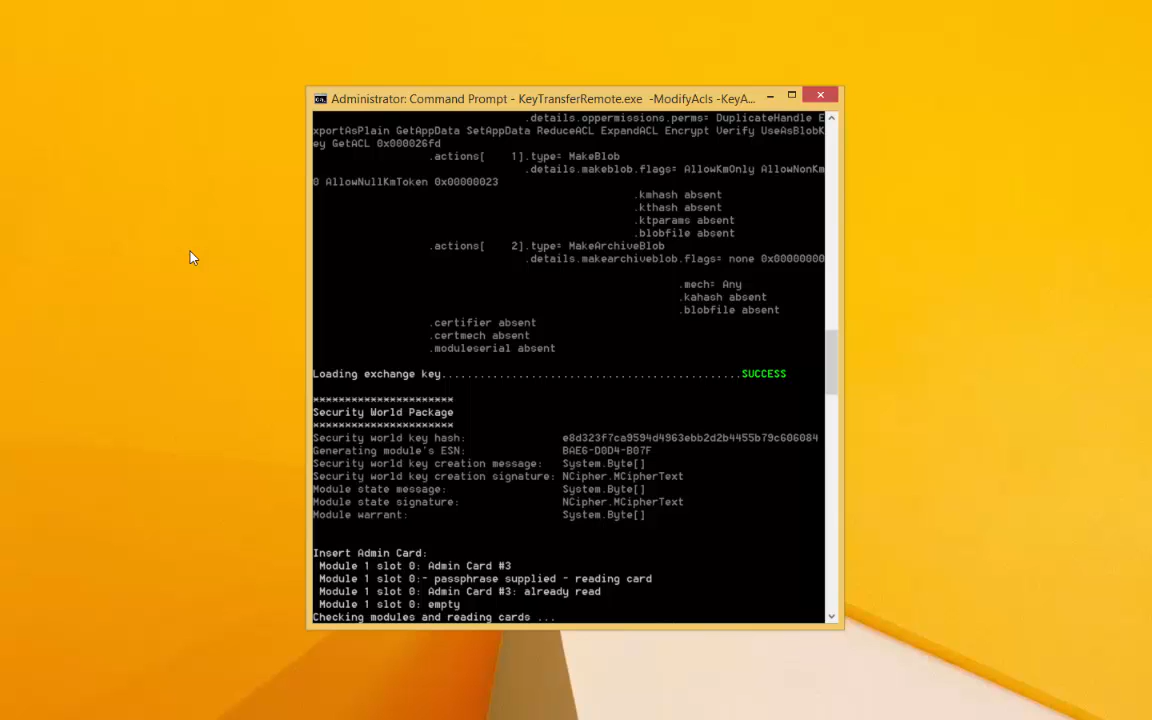 Administrator: Command Prompt - KeyTransferRemote.exe -ModifyAcls -KeyA...
.details.oppermissions.perms= DuplicateHandle E
xportAsPlain GetAppData SetAppData ReduceACL ExpandACL Encrypt Verify UseAsBlobK
ey GetACL 0x000026fd
.actions[ 1].type= MakeBlob
.details.makeblob.flags= AllowKmOnly AllowNonKm
0 AllowNullKmToken 0x00000023
.kmhash absent
.kthash absent
.ktparams absent
.blobfile absent
.actions[ 2].type= MakeArchiveBlob
.details.makearchiveblob.flags= none 0x00000000
.mech= Any
.kahash absent
.blobfile absent
.certifier absent
.certmech absent
.moduleserial absent
Loading exchange key...............................................SUCCESS
**********************
Security World Package
**********************
Security world key hash: e8d323f7ca9594d4963ebb2d2b4455b79c606084
Generating module's ESN: BAE6-D0D4-B07F
Security world key creation message: System.Byte[]
Security world key creation signature: NCipher.MCipherText
Module state message: System.Byte[]
Module state signature: NCipher.MCipherText
Module warrant: System.Byte[]
Insert Admin Card:
Module 1 slot 0: Admin Card #3
Module 1 slot 0:- passphrase supplied - reading card
Module 1 slot 0: Admin Card #3: already read
Module 1 slot 0: empty
Checking modules and reading cards ...